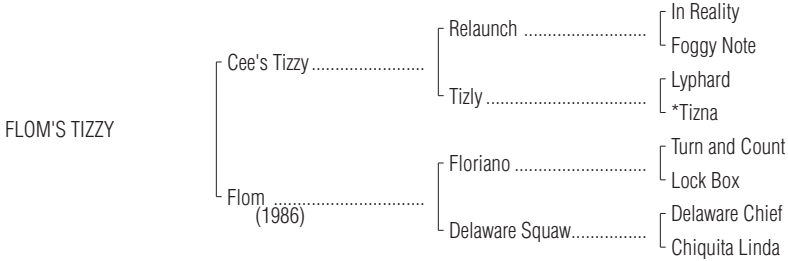 In Reality
Relaunch ..........................
Foggy Note
Cee's Tizzy ........................
Lyphard
Tizly ..................................
*Tizna
FLOM'S TIZZY
Turn and Count
Floriano ............................
Lock Box
Flom ................................
(1986)
Delaware Chief
Delaware Squaw................
Chiquita Linda